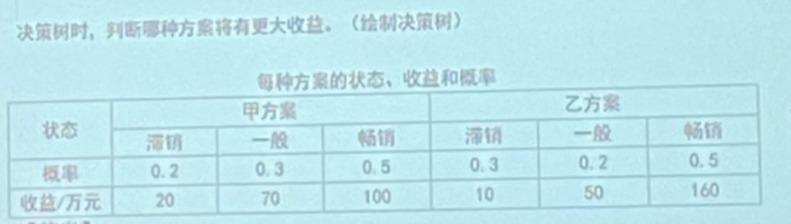 决策树时，判断哪种方案将有更大收益。（绘制决策树）
每种方案的状态、收益和概率
状态 甲方案 乙方案
滞销 一般 畅销 滞销 一般 畅销
概率 0.2 0.3 0.5 0.3 0.2 0.5
收益/万元 20 70 100 10 50 160